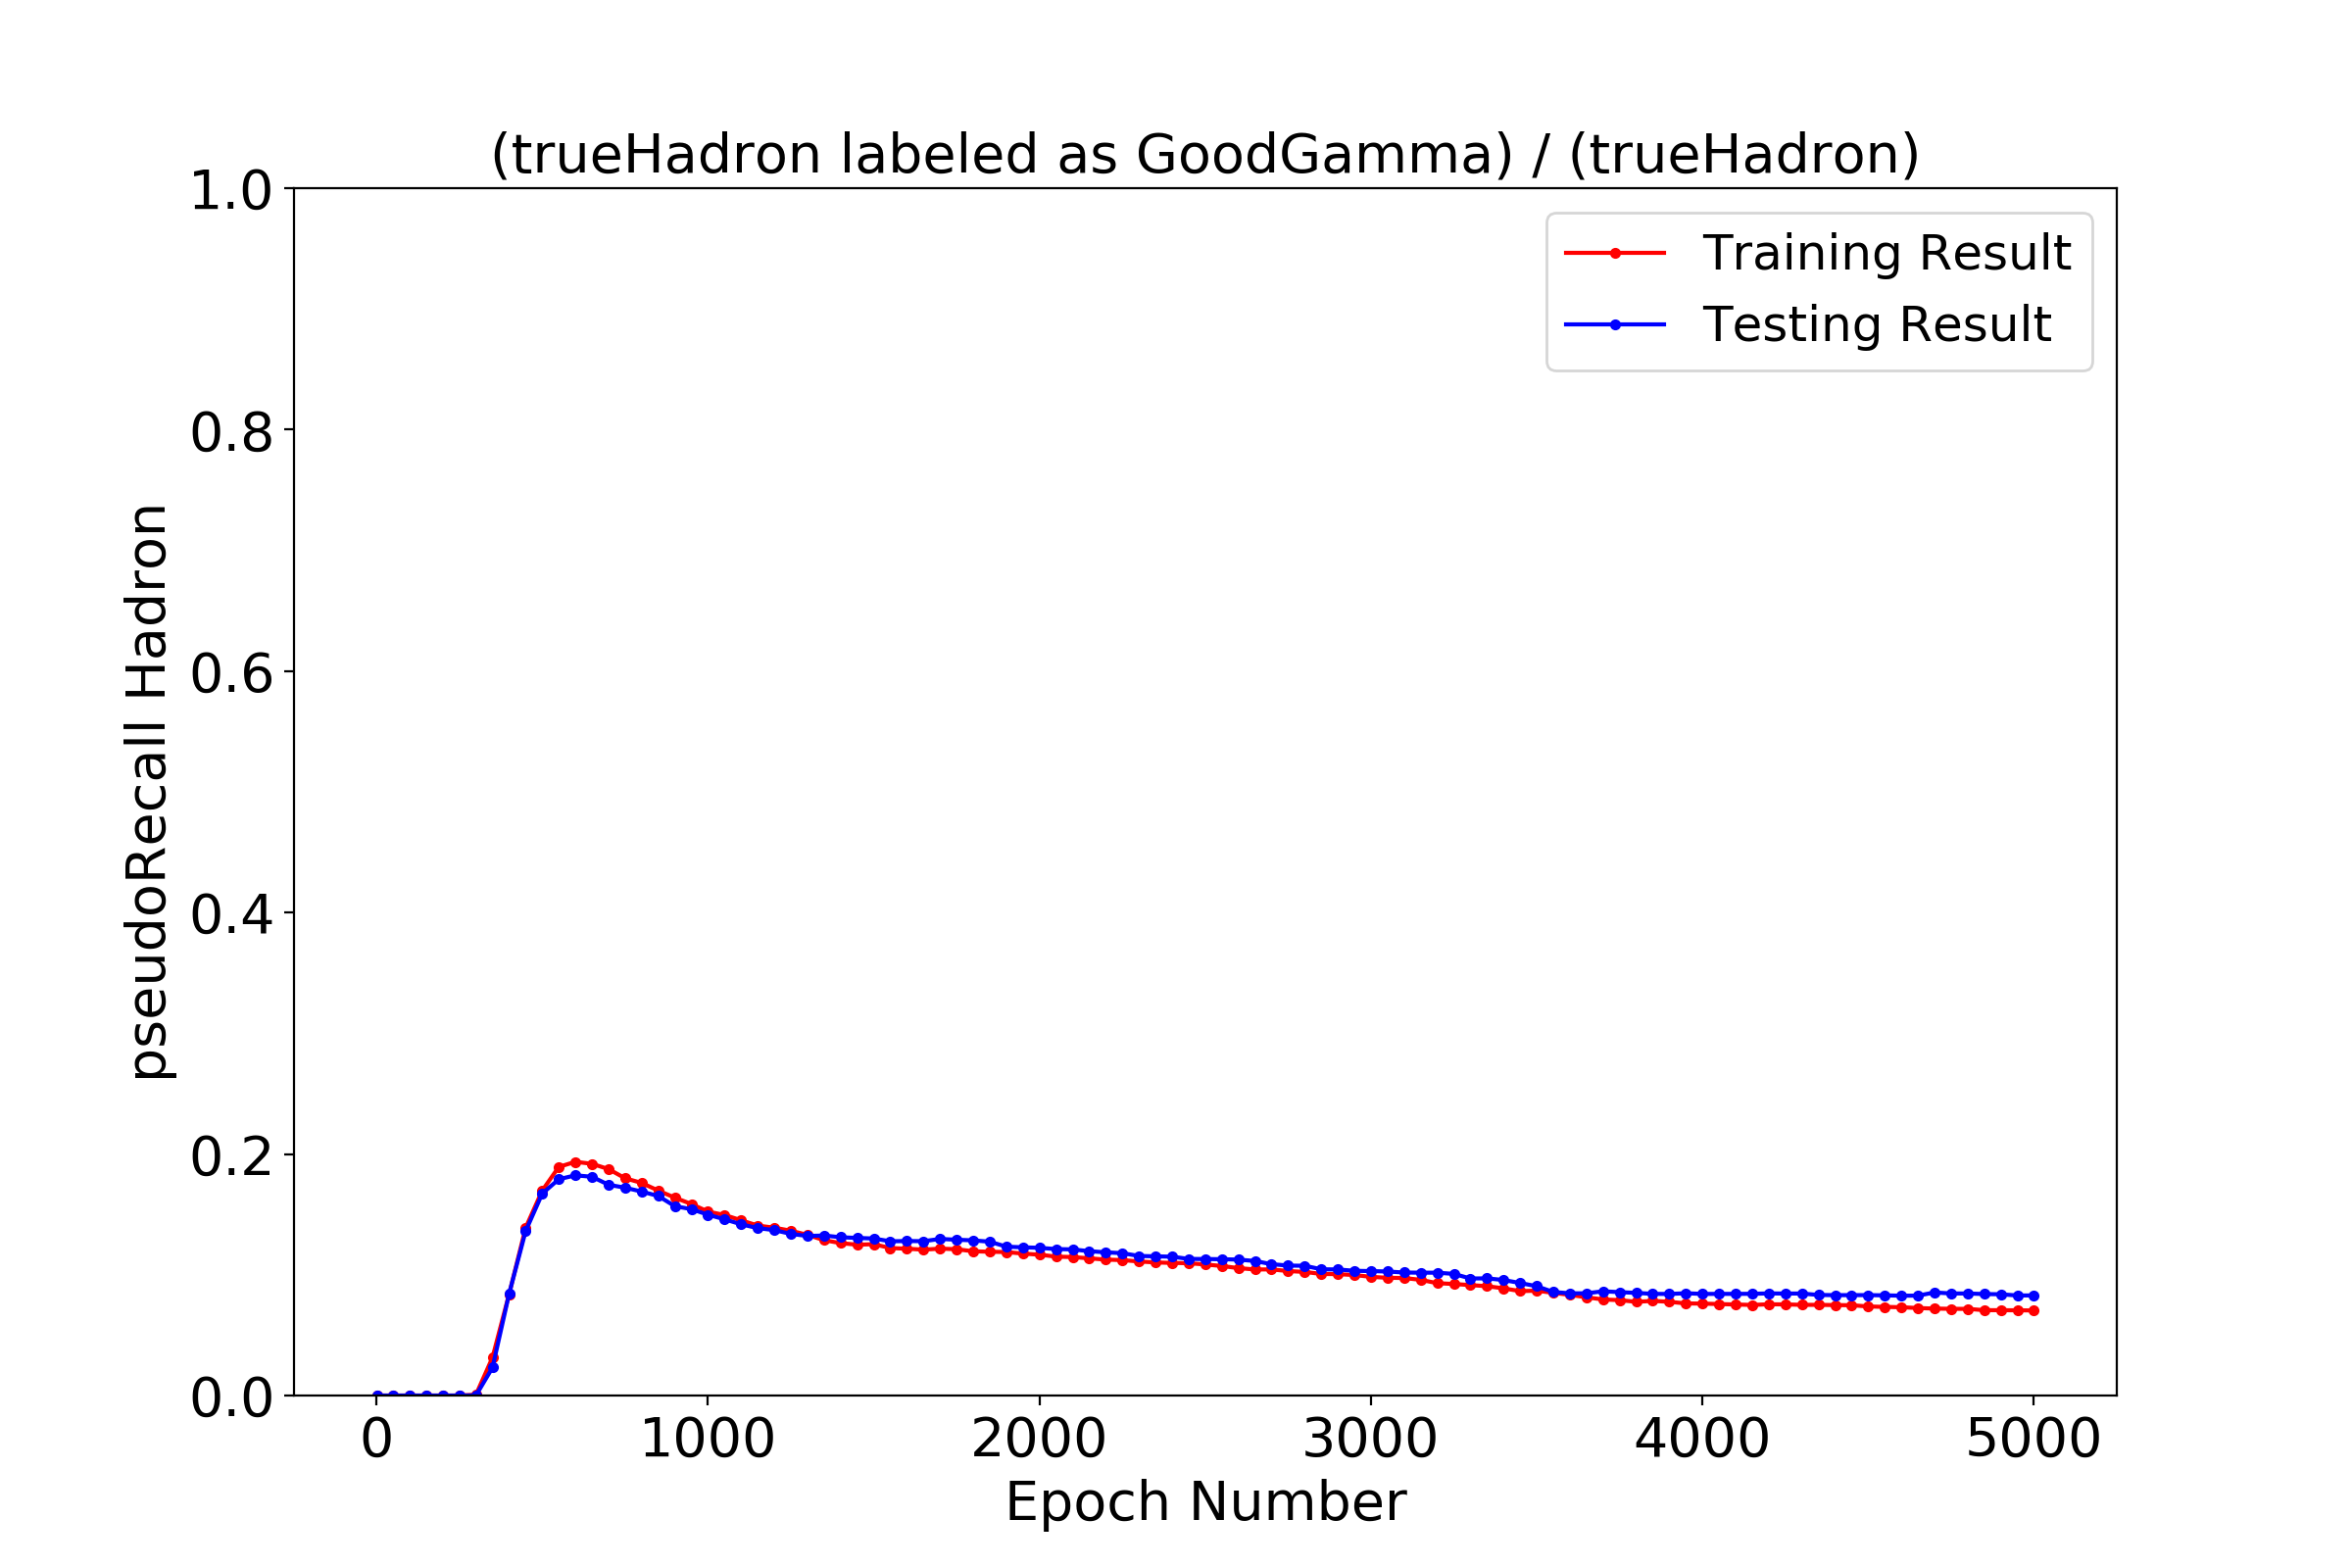 (trueHadron labeled as GoodGamma) / (trueHadron)
1.0
0.8
0.6
0.4
0.2
0.0
pseudoRecall Hadron
Training Result
Testing Result
0 1000 2000 3000 4000 5000
Epoch Number